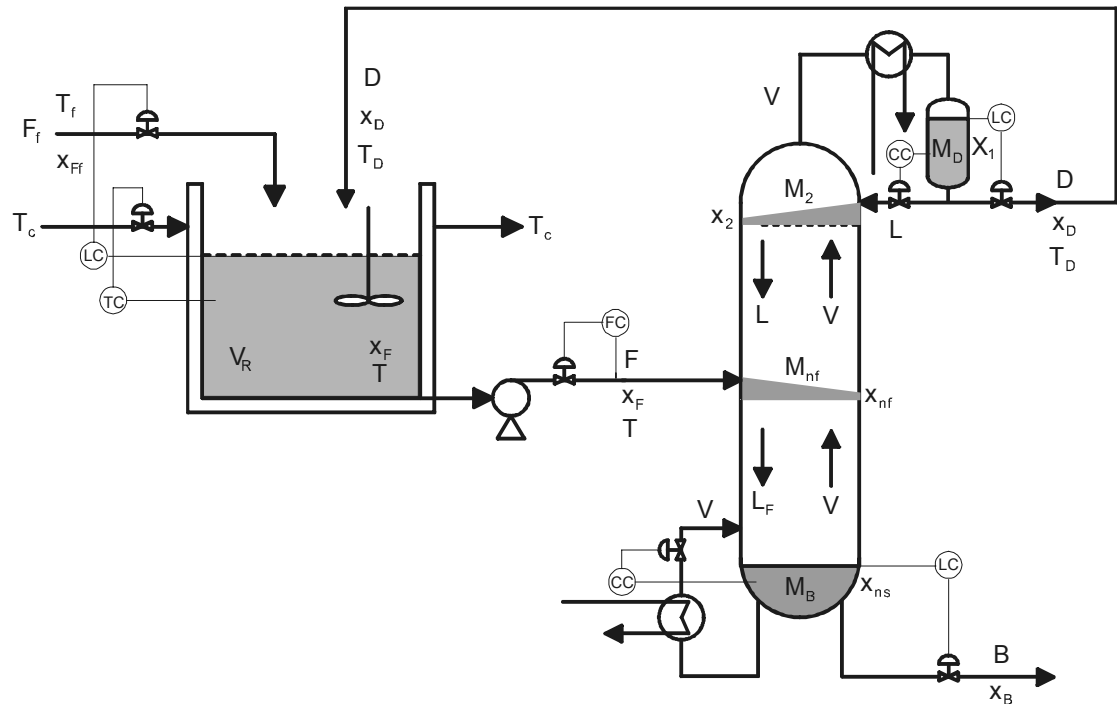 D
V
T_f
F_f
x_D
LC
x_Ff
T_D
CC
M_D
X_1
M_2
D
T_c
T_c
x_2
L
x_D
LC
T_D
TC
L
V
FC
V_R
x_F
F
M_nf
T
x_F
x_nf
T
V
L_F
V
LC
CC
M_B
x_ns
B
x_B